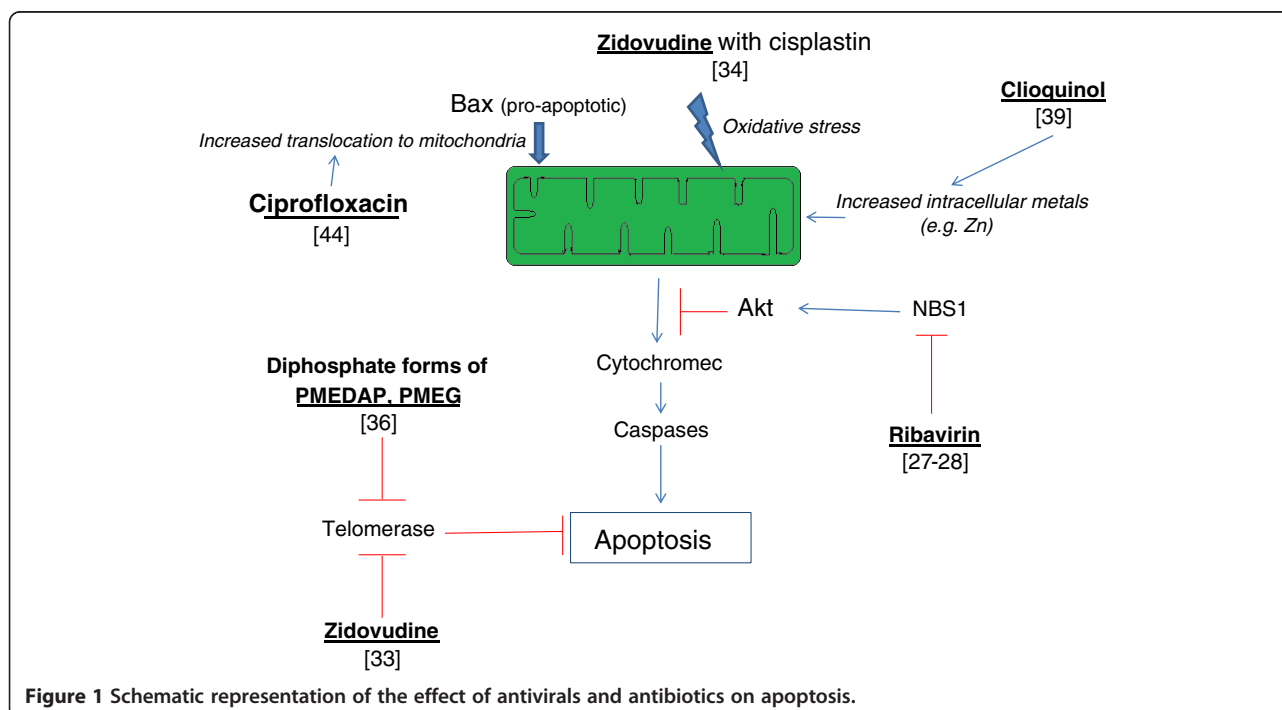 Zidovudine with cisplastin
[34]
Bax (pro-apoptotic)
Clioquinol
[39]
Oxidative stress
Increased translocation to mitochondria
Ciprofloxacin
[44]
Increased intracellular metals
(e.g. Zn)
Akt
NBS1
Cytochromec
Diphosphate forms of
PMEDAP, PMEG
[36]
Caspases
Ribavirin
[27-28]
Telomerase
Apoptosis
Zidovudine
[33]
Figure 1 Schematic representation of the effect of antivirals and antibiotics on apoptosis.